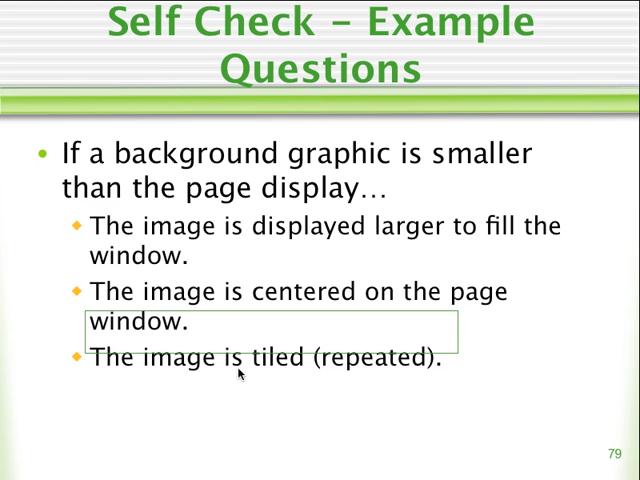 Self Check – Example
Questions
• If a background graphic is smaller
than the page display…
◆ The image is displayed larger to fill the
window.
◆ The image is centered on the page
window.
◆ The image is tiled (repeated).
79